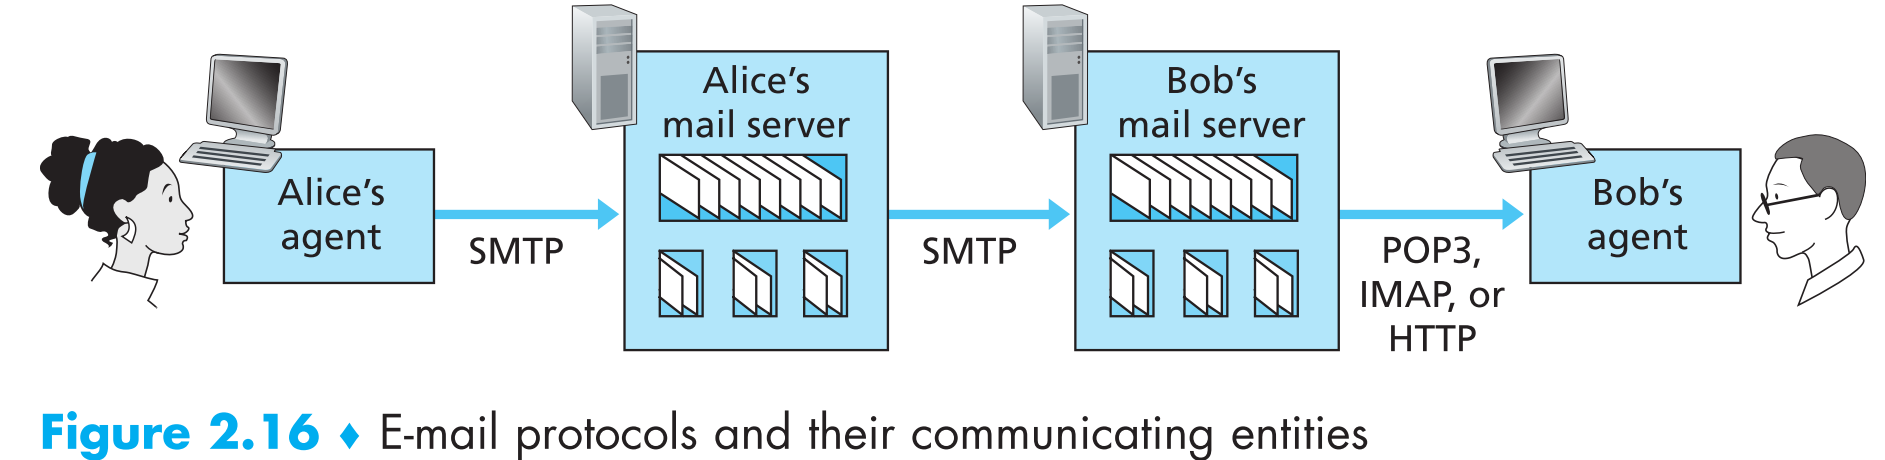 Alice's
agent
SMTP
Alice's
mail server
SMTP
Bob's
mail server
POP3,
IMAP, or
HTTP
Bob's
agent
Figure 2.16 ♦ E-mail protocols and their communicating entities